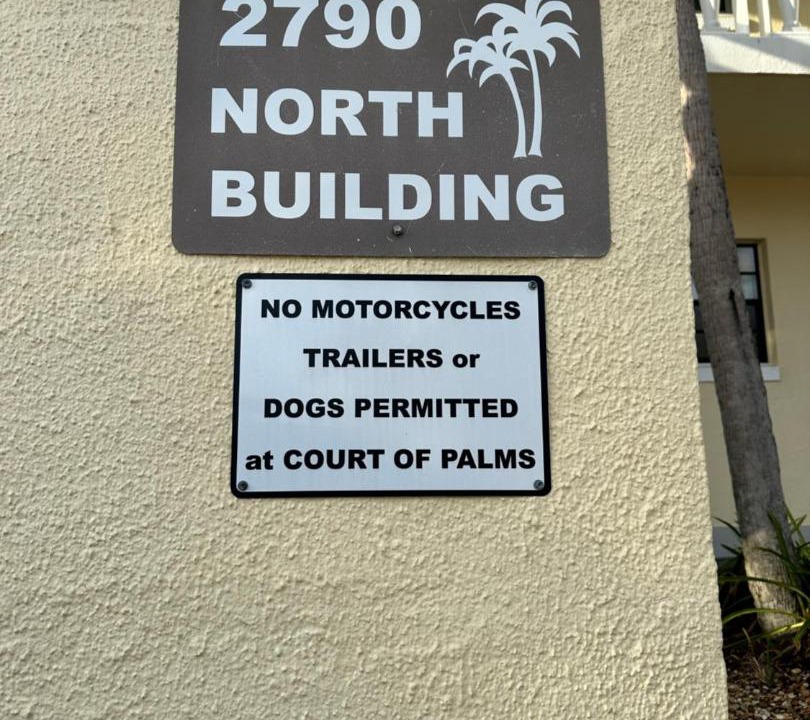 2790
NORTH
BUILDING
NO MOTORCYCLES
TRAILERS or
DOGS PERMITTED
at COURT OF PALMS